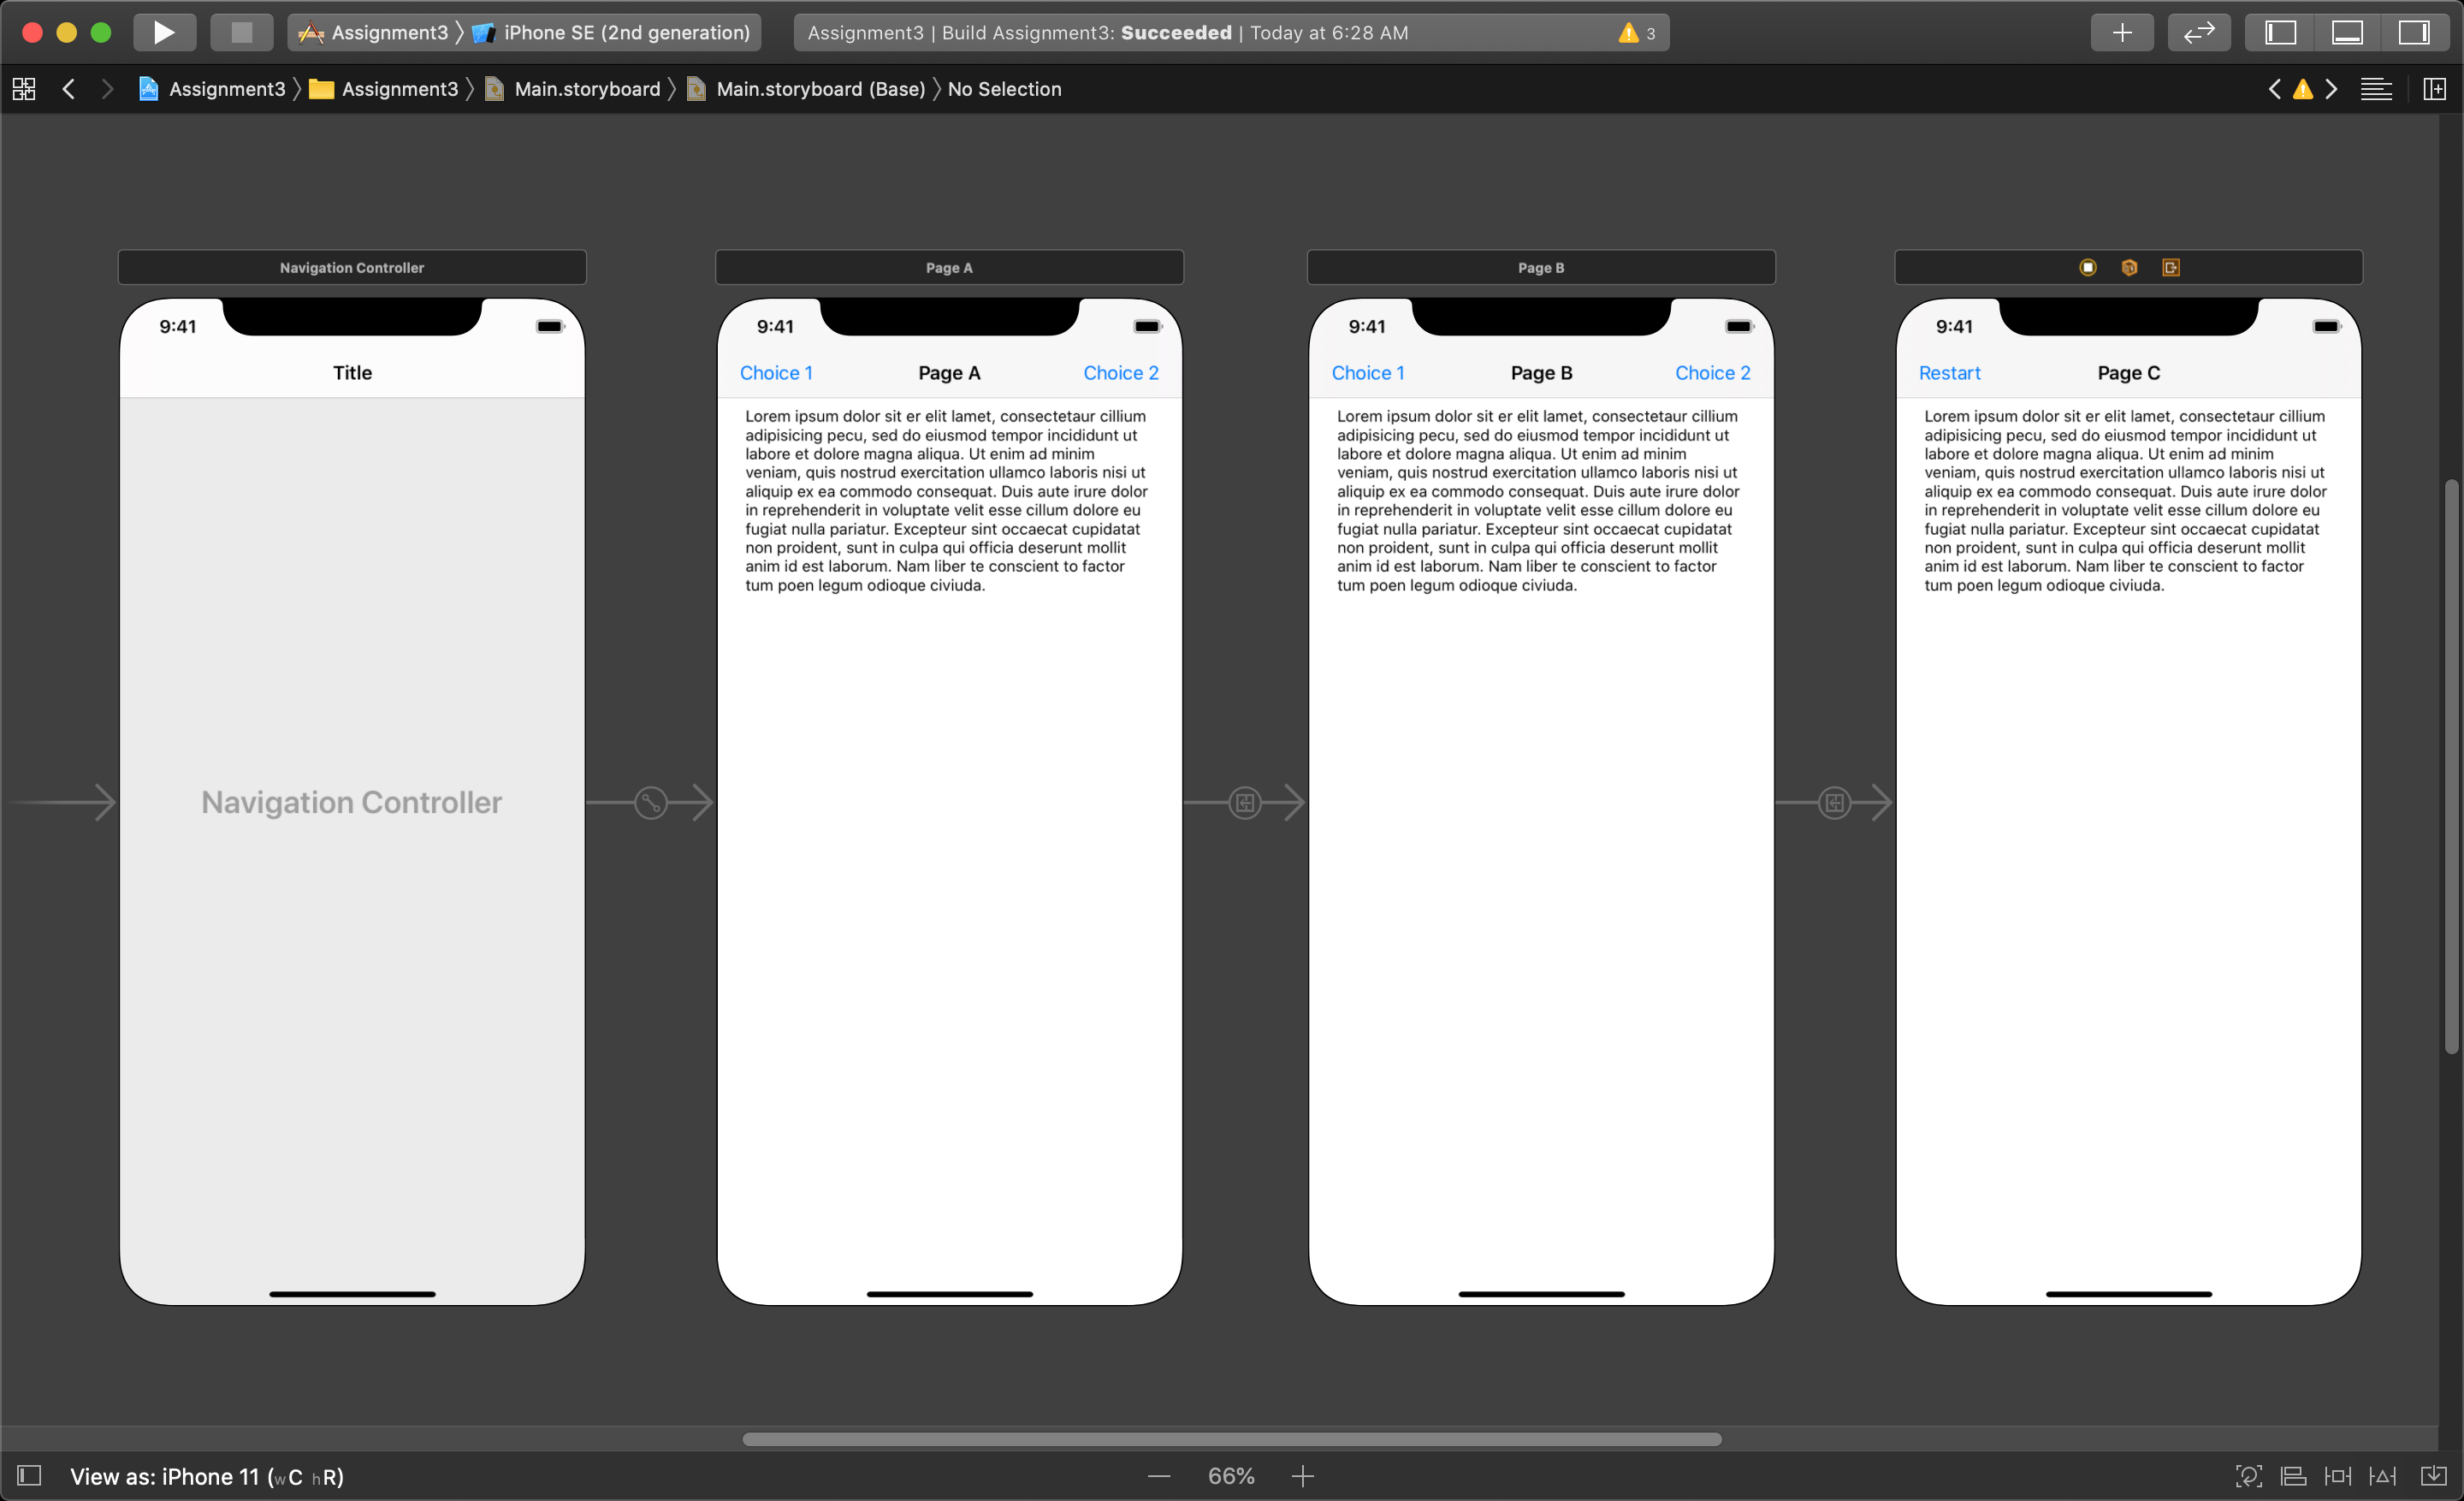 Assignment3 〉 iPhone SE (2nd generation)
Assignment3 | Build Assignment3: Succeeded | Today at 6:28 AM
3
Assignment3 〉 Assignment3 〉 Main.storyboard 〉 Main.storyboard (Base) 〉 No Selection
Navigation Controller
9:41
Title
Navigation Controller
Page A
9:41
Choice 1 Page A Choice 2
Lorem ipsum dolor sit er elit lamet, consectetaur cillium
adipisicing pecu, sed do eiusmod tempor incididunt ut
labore et dolore magna aliqua. Ut enim ad minim
veniam, quis nostrud exercitation ullamco laboris nisi ut
aliquip ex ea commodo consequat. Duis aute irure dolor
in reprehenderit in voluptate velit esse cillum dolore eu
fugiat nulla pariatur. Excepteur sint occaecat cupidatat
non proident, sunt in culpa qui officia deserunt mollit
anim id est laborum. Nam liber te conscient to factor
tum poen legum odioque civiuda.
Page B
9:41
Choice 1 Page B Choice 2
Lorem ipsum dolor sit er elit lamet, consectetaur cillium
adipisicing pecu, sed do eiusmod tempor incididunt ut
labore et dolore magna aliqua. Ut enim ad minim
veniam, quis nostrud exercitation ullamco laboris nisi ut
aliquip ex ea commodo consequat. Duis aute irure dolor
in reprehenderit in voluptate velit esse cillum dolore eu
fugiat nulla pariatur. Excepteur sint occaecat cupidatat
non proident, sunt in culpa qui officia deserunt mollit
anim id est laborum. Nam liber te conscient to factor
tum poen legum odioque civiuda.
9:41
Restart Page C
Lorem ipsum dolor sit er elit lamet, consectetaur cillium
adipisicing pecu, sed do eiusmod tempor incididunt ut
labore et dolore magna aliqua. Ut enim ad minim
veniam, quis nostrud exercitation ullamco laboris nisi ut
aliquip ex ea commodo consequat. Duis aute irure dolor
in reprehenderit in voluptate velit esse cillum dolore eu
fugiat nulla pariatur. Excepteur sint occaecat cupidatat
non proident, sunt in culpa qui officia deserunt mollit
anim id est laborum. Nam liber te conscient to factor
tum poen legum odioque civiuda.
View as: iPhone 11 (wC hR)
66%